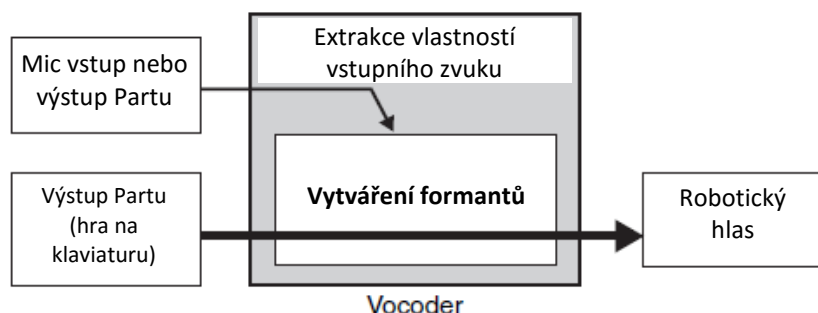 Mic vstup nebo
výstup Partu
Extrakce vlastností
vstupního zvuku
Výstup Partu
(hra na
klaviaturu)
Vytváření formantů
Robotický
hlas
Vocoder